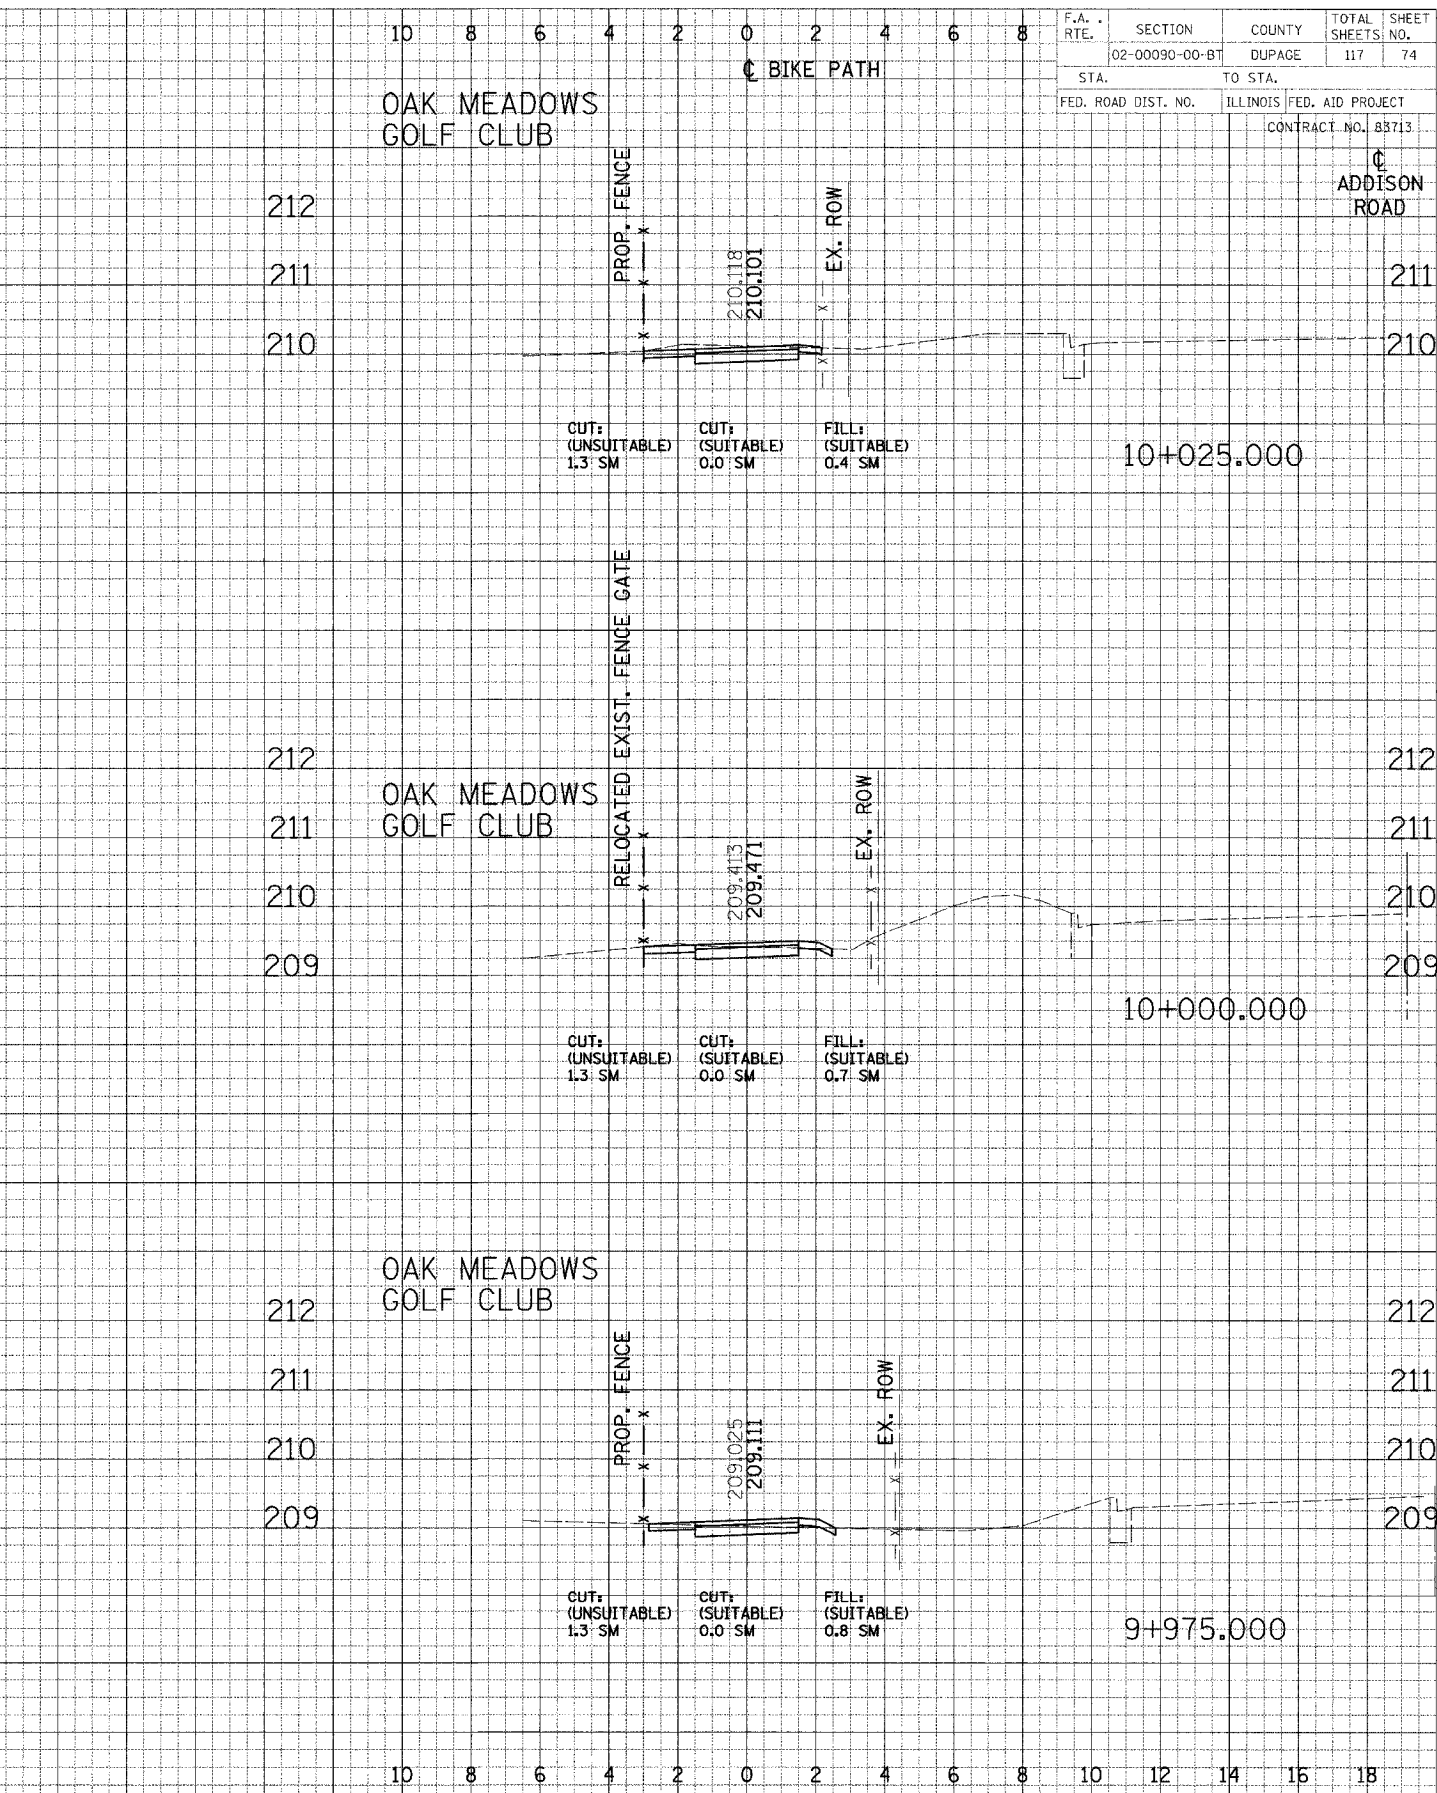 10 8 6 4 2 0 2 4 6 8
F.A. . RTE. SECTION COUNTY TOTAL SHEETS SHEET NO.
02-00090-00-BT DUPAGE 117 74
STA. TO STA.
FED. ROAD DIST. NO. ILLINOIS FED. AID PROJECT
CONTRACT NO. 83713
℄ BIKE PATH
OAK MEADOWS
GOLF CLUB
℄
ADDISON
ROAD
PROP. FENCE
EX. ROW
210.118
210.101
212
211 211
210 210
CUT:
(UNSUITABLE)
1.3 SM
CUT:
(SUITABLE)
0.0 SM
FILL:
(SUITABLE)
0.4 SM
10+025.000
RELOCATED EXIST. FENCE GATE
212 212
OAK MEADOWS
GOLF CLUB
211 211
EX. ROW
209.413
209.471
210 210
209 209
10+000.000
CUT:
(UNSUITABLE)
1.3 SM
CUT:
(SUITABLE)
0.0 SM
FILL:
(SUITABLE)
0.7 SM
OAK MEADOWS
GOLF CLUB
212 212
PROP. FENCE
EX. ROW
211 211
209.025
209.111
210 210
209 209
CUT:
(UNSUITABLE)
1.3 SM
CUT:
(SUITABLE)
0.0 SM
FILL:
(SUITABLE)
0.8 SM
9+975.000
10 8 6 4 2 0 2 4 6 8 10 12 14 16 18